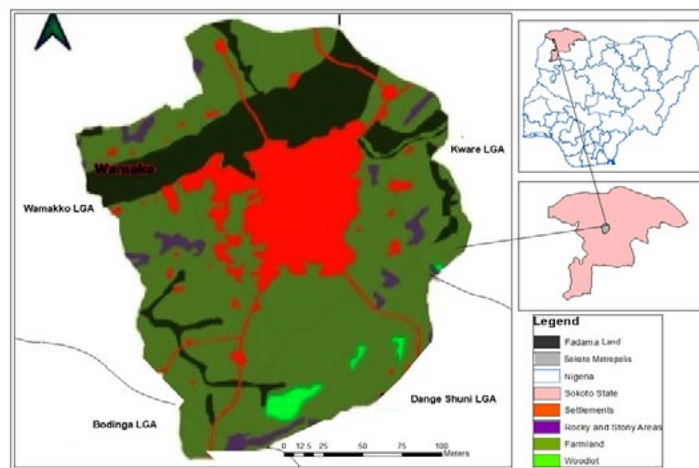 Kware LGA
Wamako
Wamakko LGA
Dange Shuni LGA
Bodinga LGA
0 12.5 25 50 75 100
Meters
Legend
Fadama Land
Sokoto Metropolis
Nigeria
Sokoto State
Settlements
Rocky and Stony Areas
Farmland
Woodlot